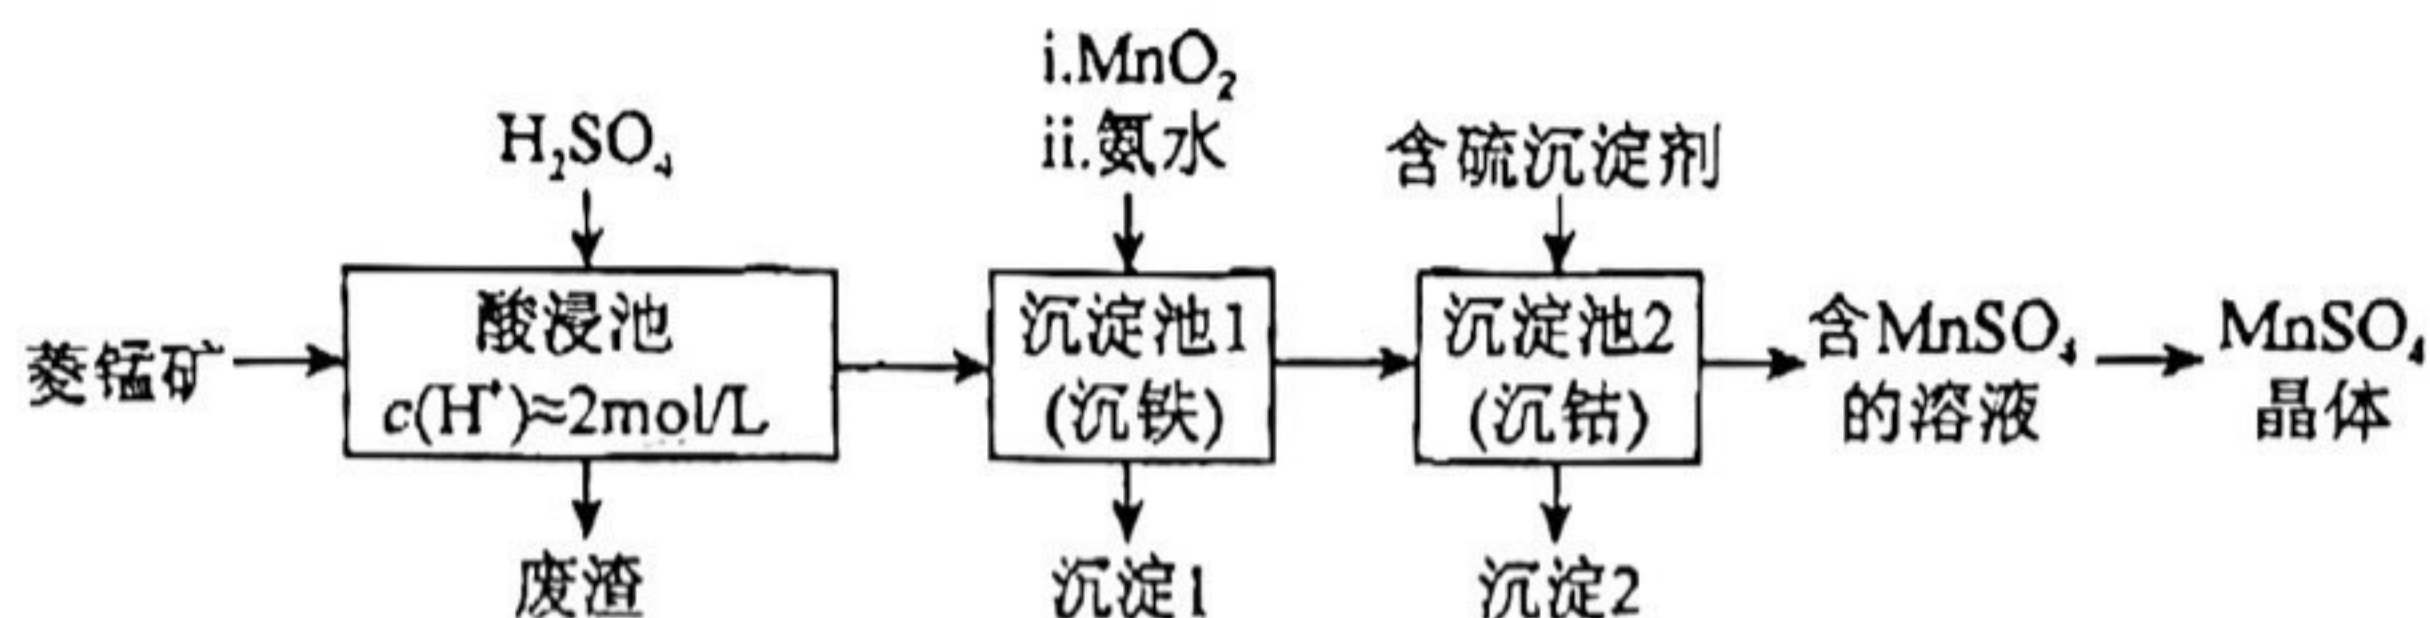 i.MnO₂
ii.氨水
H₂SO₄
含硫沉淀剂
菱锰矿
酸浸池
c(H⁺)≈2mol/L
沉淀池1
(沉铁)
沉淀池2
(沉钴)
含MnSO₄
的溶液
MnSO₄
晶体
废渣
沉淀1
沉淀2